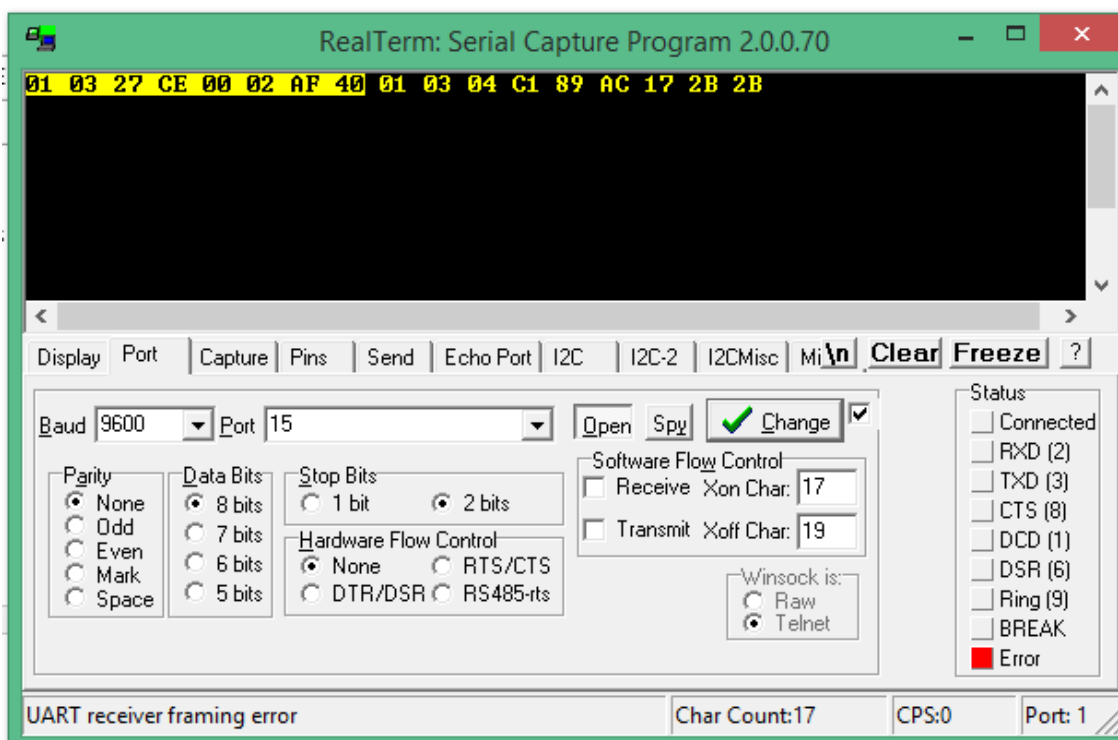 RealTerm: Serial Capture Program 2.0.0.70
01 03 27 CE 00 02 AF 40 01 03 04 C1 89 AC 17 2B 2B
Display Port Capture Pins Send Echo Port I2C I2C-2 I2CMisc Mi \n Clear Freeze ?
Status
Baud 9600 Port 15 Open Spy Change
Connected
RXD (2)
TXD (3)
CTS (8)
DCD (1)
DSR (6)
Ring (9)
BREAK
Error
Parity
None
Odd
Even
Mark
Space
Data Bits
8 bits
7 bits
6 bits
5 bits
Stop Bits
1 bit 2 bits
Hardware Flow Control
None RTS/CTS
DTR/DSR RS485-rts
Software Flow Control
Receive Xon Char: 17
Transmit Xoff Char: 19
Winsock is:
Raw
Telnet
UART receiver framing error Char Count:17 CPS:0 Port: 1